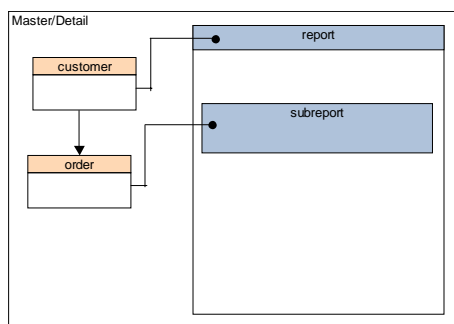 Master/Detail
report
customer
subreport
order